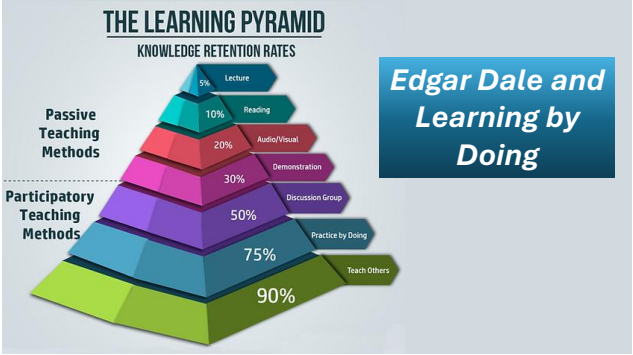 THE LEARNING PYRAMID
KNOWLEDGE RETENTION RATES
5% Lecture
10% Reading
20% Audio/Visual
30% Demonstration
50% Discussion Group
75% Practice by Doing
90% Teach Others
Passive
Teaching
Methods
Participatory
Teaching
Methods
Edgar Dale and
Learning by
Doing